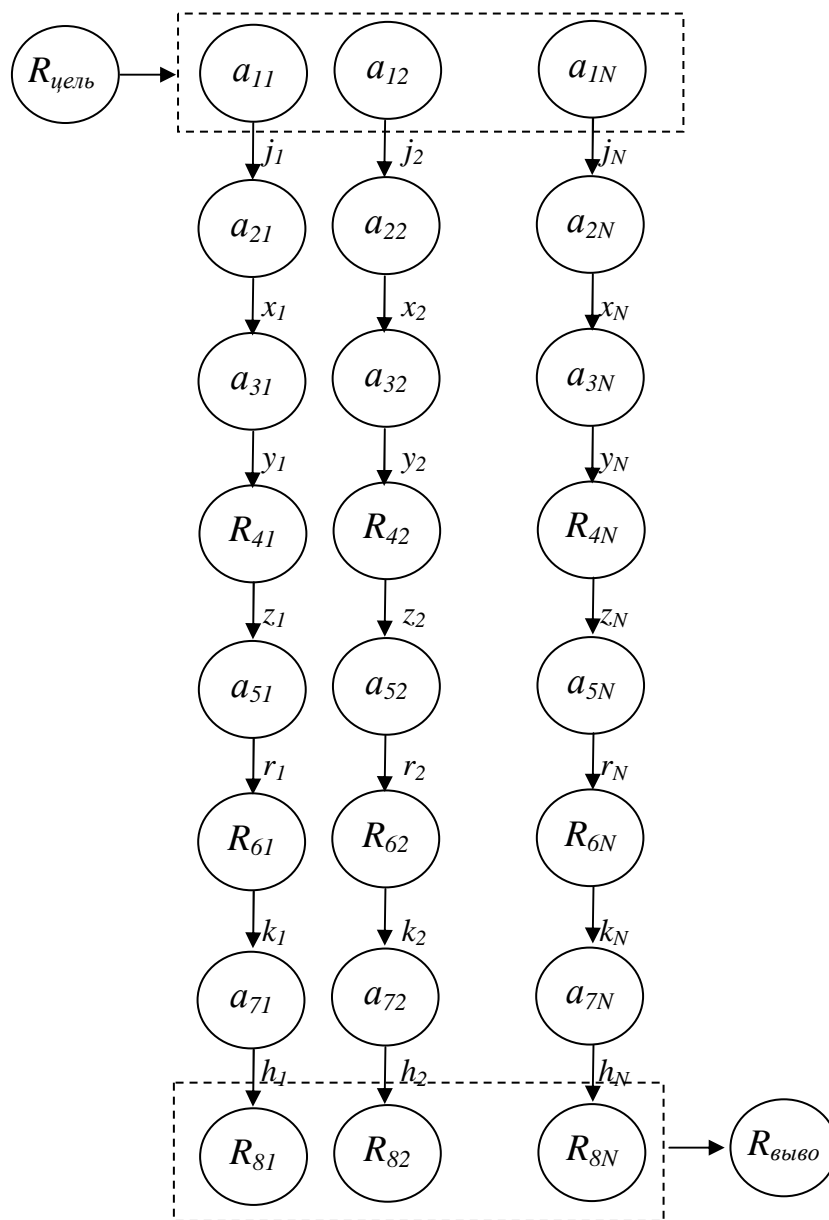 R цель a11 a12 a1N
j1 j2 jN
a21 a22 a2N
x1 x2 xN
a31 a32 a3N
y1 y2 yN
R41 R42 R4N
z1 z2 zN
a51 a52 a5N
r1 r2 rN
R61 R62 R6N
k1 k2 kN
a71 a72 a7N
h1 h2 hN
R81 R82 R8N R выво